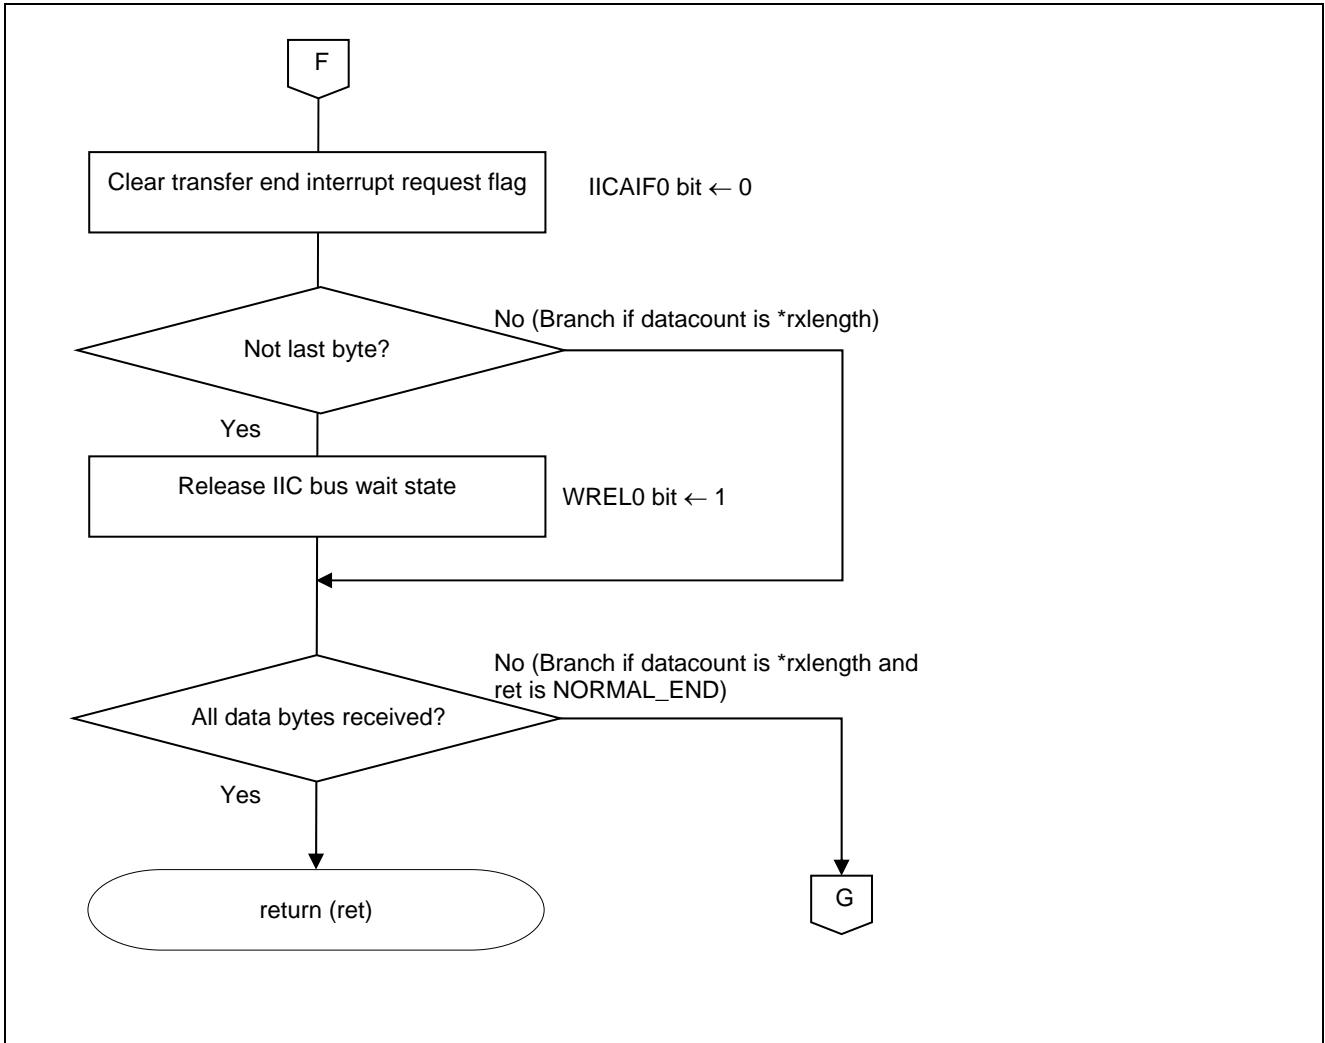 F
Clear transfer end interrupt request flag
IICAIF0 bit ← 0
No (Branch if datacount is *rxlength)
Not last byte?
Yes
Release IIC bus wait state
WREL0 bit ← 1
No (Branch if datacount is *rxlength and
ret is NORMAL_END)
All data bytes received?
Yes
return (ret)
G